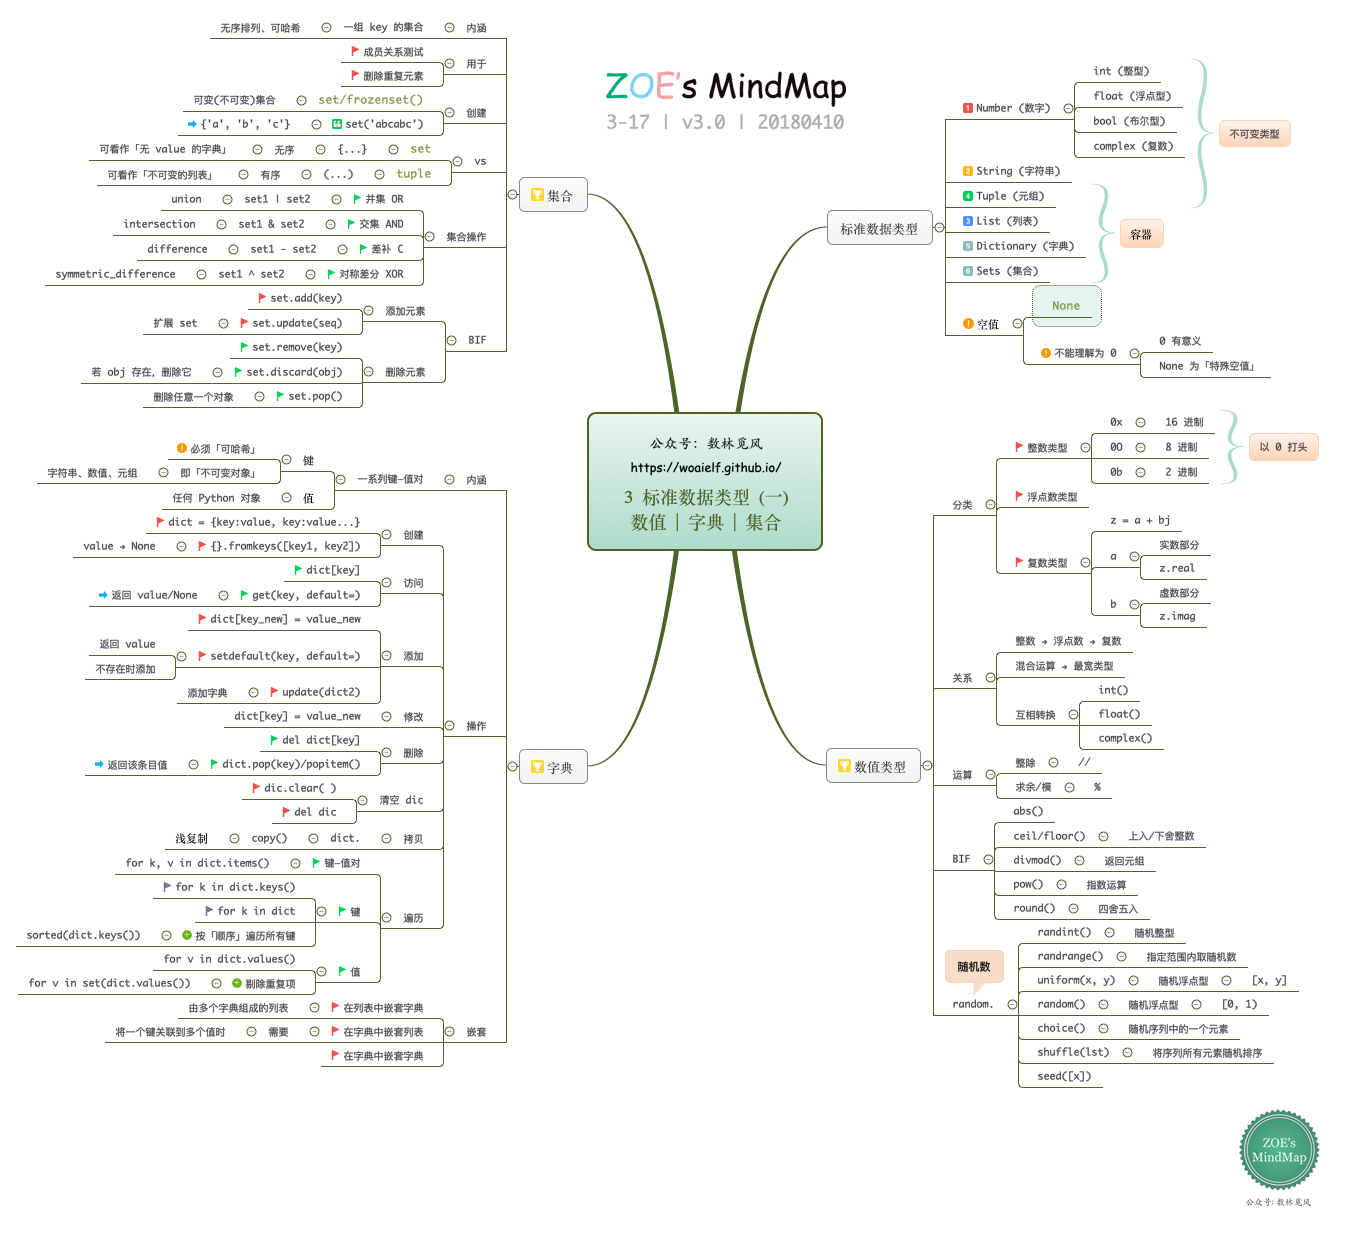 ZOE's MindMap
3-17 | v3.0 | 20180410
公众号：数林觅风
https://woaielf.github.io/
3 标准数据类型 (一)
数值 | 字典 | 集合
标准数据类型
1 Number (数字)
int (整型)
float (浮点型)
bool (布尔型)
complex (复数)
不可变类型
2 String (字符串)
4 Tuple (元组)
3 List (列表)
5 Dictionary (字典)
6 Sets (集合)
容器
空值
None
不能理解为 0
0 有意义
None 为「特殊空值」
数值类型
分类
整数类型
0x 16 进制
0O 8 进制
0b 2 进制
以 0 打头
浮点数类型
复数类型
z = a + bj
a
实数部分
z.real
b
虚数部分
z.imag
关系
整数 → 浮点数 → 复数
混合运算 → 最宽类型
互相转换
int()
float()
complex()
运算
整除 //
求余/模 %
BIF
abs()
ceil/floor() 上入/下舍整数
divmod() 返回元组
pow() 指数运算
round() 四舍五入
随机数
random.
randint() 随机整型
randrange() 指定范围内取随机数
uniform(x, y) 随机浮点型 [x, y]
random() 随机浮点型 [0, 1)
choice() 随机序列中的一个元素
shuffle(lst) 将序列所有元素随机排序
seed([x])
集合
内涵
一组 key 的集合
无序排列、可哈希
用于
成员关系测试
删除重复元素
创建
set/frozenset()
可变(不可变)集合
set('abcabc')
{'a', 'b', 'c'}
vs
set
{...}
无序
可看作「无 value 的字典」
tuple
(...)
有序
可看作「不可变的列表」
集合操作
并集 OR
set1 | set2
union
交集 AND
set1 & set2
intersection
差补 C
set1 - set2
difference
对称差分 XOR
set1 ^ set2
symmetric_difference
BIF
添加元素
set.add(key)
set.update(seq)
扩展 set
删除元素
set.remove(key)
set.discard(obj)
若 obj 存在，删除它
set.pop()
删除任意一个对象
字典
内涵
一系列键-值对
键
必须「可哈希」
即「不可变对象」
字符串、数值、元组
值
任何 Python 对象
操作
创建
dict = {key:value, key:value...}
{}.fromkeys([key1, key2])
value → None
访问
dict[key]
get(key, default=)
返回 value/None
添加
dict[key_new] = value_new
setdefault(key, default=)
返回 value
不存在时添加
update(dict2)
添加字典
修改
dict[key] = value_new
删除
del dict[key]
dict.pop(key)/popitem()
返回该条目值
清空 dic
dic.clear( )
del dic
拷贝
dict.
copy()
浅复制
遍历
键-值对
for k, v in dict.items()
键
for k in dict.keys()
for k in dict
按「顺序」遍历所有键
sorted(dict.keys())
值
for v in dict.values()
剔除重复项
for v in set(dict.values())
嵌套
在列表中嵌套字典
由多个字典组成的列表
在字典中嵌套列表
需要
将一个键关联到多个值时
在字典中嵌套字典
ZOE's
MindMap
公众号：数林觅风